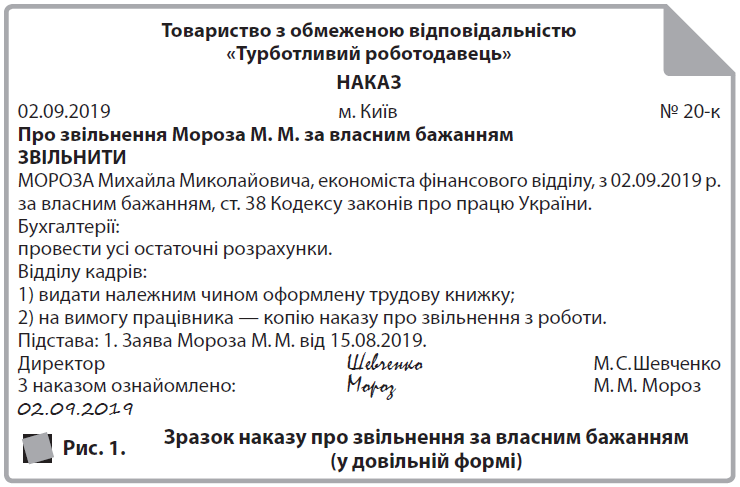 Товариство з обмеженою відповідальністю
«Турботливий роботодавець»
НАКАЗ
02.09.2019 м. Київ № 20-к
Про звільнення Мороза М. М. за власним бажанням
ЗВІЛЬНИТИ
МОРОЗА Михайла Миколайовича, економіста фінансового відділу, з 02.09.2019 р.
за власним бажанням, ст. 38 Кодексу законів про працю України.
Бухгалтерії:
провести усі остаточні розрахунки.
Відділу кадрів:
1) видати належним чином оформлену трудову книжку;
2) на вимогу працівника — копію наказу про звільнення з роботи.
Підстава: 1. Заява Мороза М. М. від 15.08.2019.
Директор Шевченко М. С. Шевченко
З наказом ознайомлено: Мороз М. М. Мороз
02.09.2019
Рис. 1. Зразок наказу про звільнення за власним бажанням
(у довільній формі)